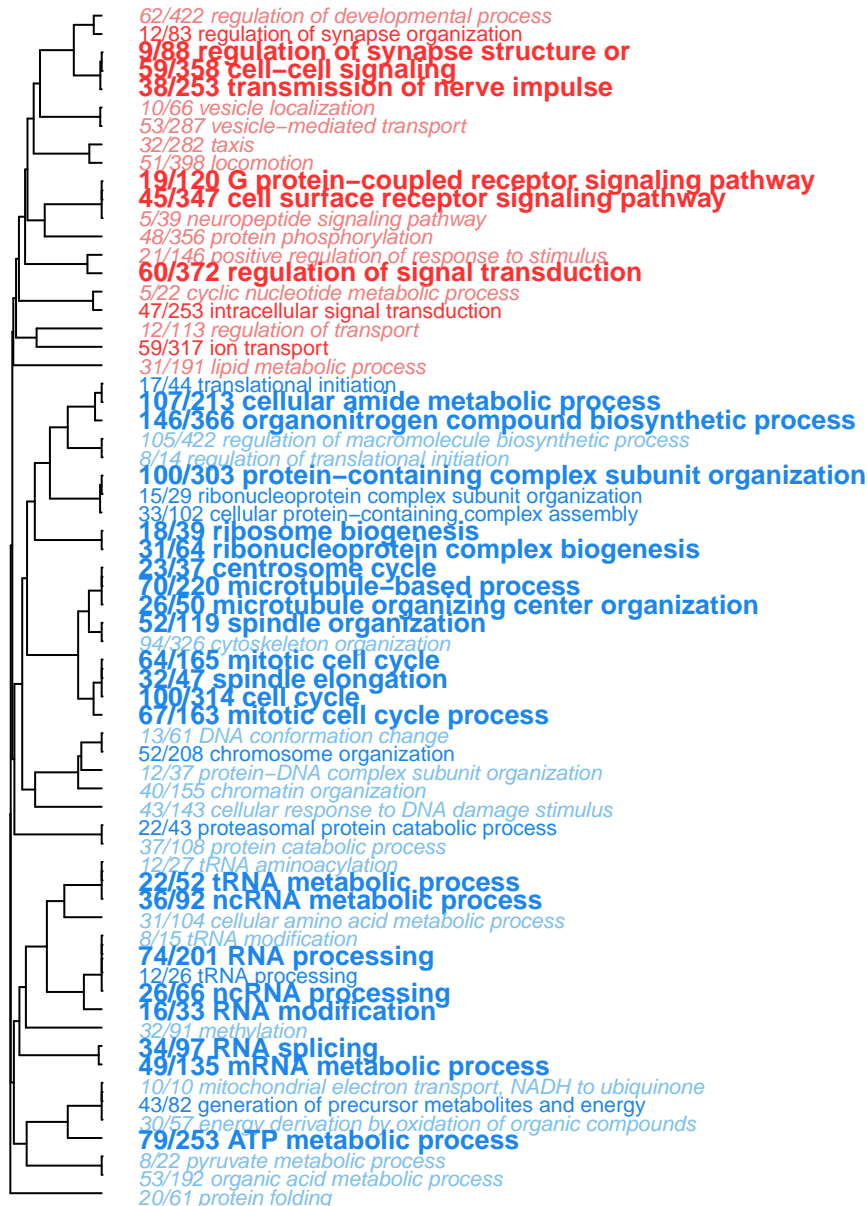 62/422 regulation of developmental process
12/83 regulation of synapse organization
9/88 regulation of synapse structure or
59/358 cell−cell signaling
38/253 transmission of nerve impulse
10/66 vesicle localization
53/287 vesicle−mediated transport
32/282 taxis
51/398 locomotion
19/120 G protein−coupled receptor signaling pathway
45/347 cell surface receptor signaling pathway
5/39 neuropeptide signaling pathway
48/356 protein phosphorylation
21/146 positive regulation of response to stimulus
60/372 regulation of signal transduction
5/22 cyclic nucleotide metabolic process
47/253 intracellular signal transduction
12/113 regulation of transport
59/317 ion transport
31/191 lipid metabolic process
17/44 translational initiation
107/213 cellular amide metabolic process
146/366 organonitrogen compound biosynthetic process
105/422 regulation of macromolecule biosynthetic process
8/14 regulation of translational initiation
100/303 protein−containing complex subunit organization
15/29 ribonucleoprotein complex subunit organization
33/102 cellular protein−containing complex assembly
18/39 ribosome biogenesis
31/64 ribonucleoprotein complex biogenesis
23/37 centrosome cycle
70/220 microtubule−based process
26/50 microtubule organizing center organization
52/119 spindle organization
94/326 cytoskeleton organization
64/165 mitotic cell cycle
32/47 spindle elongation
100/314 cell cycle
67/163 mitotic cell cycle process
13/61 DNA conformation change
52/208 chromosome organization
12/37 protein−DNA complex subunit organization
40/155 chromatin organization
43/143 cellular response to DNA damage stimulus
22/43 proteasomal protein catabolic process
37/108 protein catabolic process
12/27 tRNA aminoacylation
22/52 tRNA metabolic process
36/92 ncRNA metabolic process
31/104 cellular amino acid metabolic process
8/15 tRNA modification
74/201 RNA processing
12/26 tRNA processing
26/66 ncRNA processing
16/33 RNA modification
32/91 methylation
34/97 RNA splicing
49/135 mRNA metabolic process
10/10 mitochondrial electron transport, NADH to ubiquinone
43/82 generation of precursor metabolites and energy
30/57 energy derivation by oxidation of organic compounds
79/253 ATP metabolic process
8/22 pyruvate metabolic process
53/192 organic acid metabolic process
20/61 protein folding